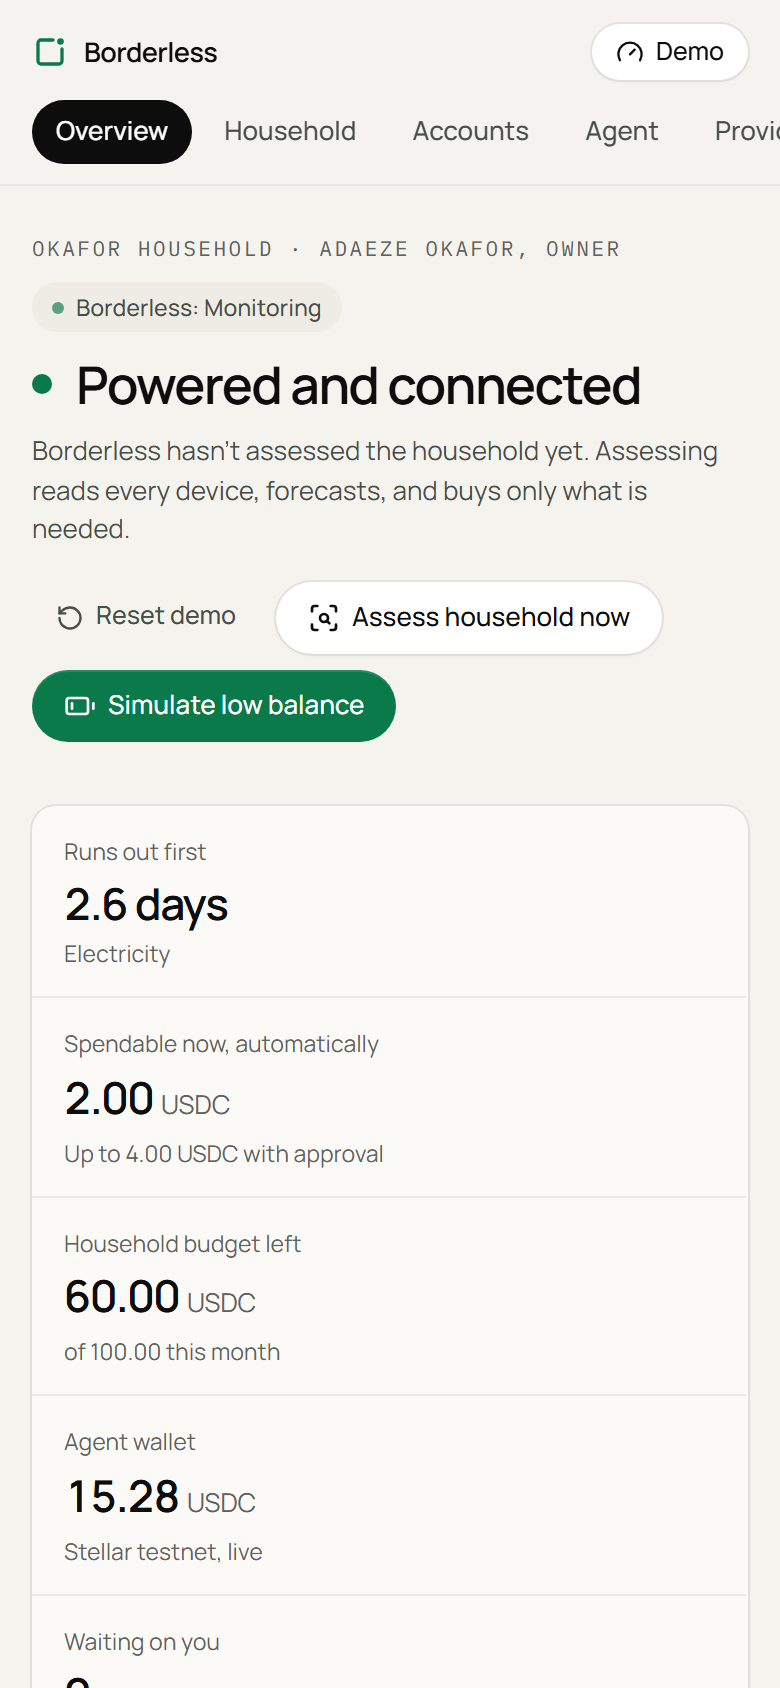 Borderless
Demo
Overview
Household
Accounts
Agent
OKAFOR HOUSEHOLD · ADAEZE OKAFOR, OWNER
Borderless: Monitoring
Powered and connected
Borderless hasn't assessed the household yet. Assessing
reads every device, forecasts, and buys only what is
needed.
Reset demo
Assess household now
Simulate low balance
Runs out first
2.6 days
Electricity
Spendable now, automatically
2.00 USDC
Up to 4.00 USDC with approval
Household budget left
60.00 USDC
of 100.00 this month
Agent wallet
15.28 USDC
Stellar testnet, live
Waiting on you